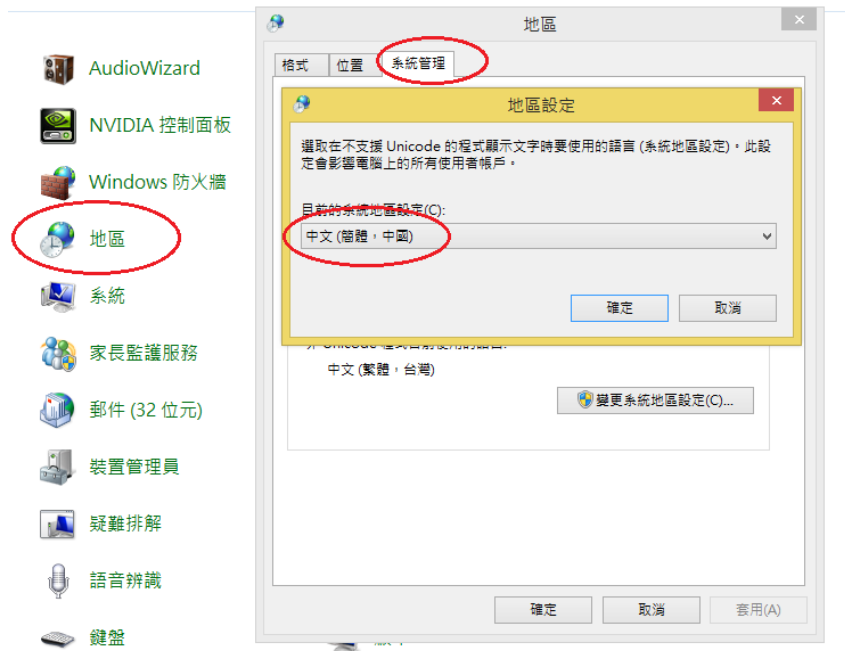 AudioWizard
NVIDIA 控制面板
Windows 防火牆
地區
系統
家長監護服務
郵件 (32 位元)
裝置管理員
疑難排解
語音辨識
鍵盤
地區
格式
位置
系統管理
地區設定
選取在不支援 Unicode 的程式顯示文字時要使用的語言 (系統地區設定)。此設
定會影響電腦上的所有使用者帳戶。
目前的系統地區設定(C):
中文 (簡體，中國)
確定
取消
中文 (繁體，台灣)
變更系統地區設定(C)...
確定
取消
套用(A)